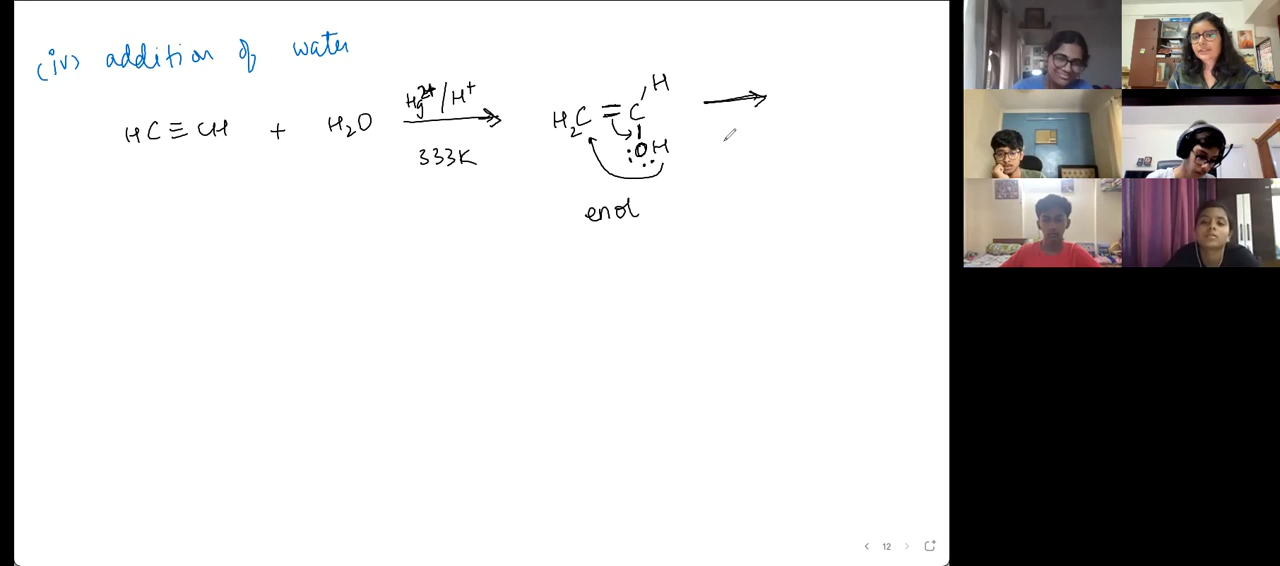 (iv) addition of water
HC≡CH + H₂O Hg²⁺/H⁺ 333K H₂C=C H OH
enol
12